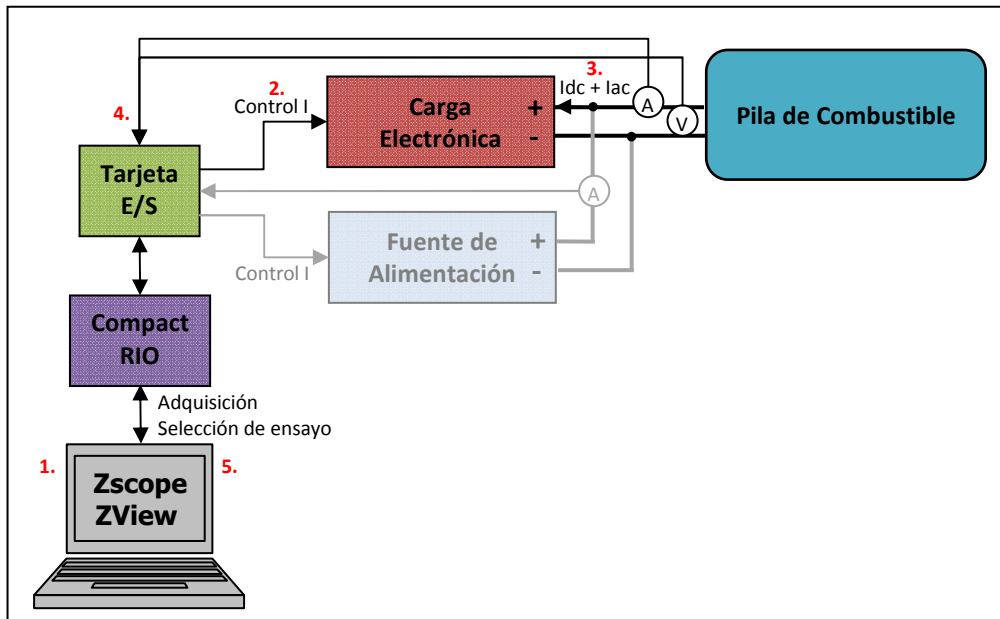 3.
Idc + Iac
A
V
2.
Control I
4.
Carga
Electrónica
+
-
Pila de Combustible
Tarjeta
E/S
A
Control I
Fuente de
Alimentación
+
-
Compact
RIO
Adquisición
Selección de ensayo
1.
5.
Zscope
ZView